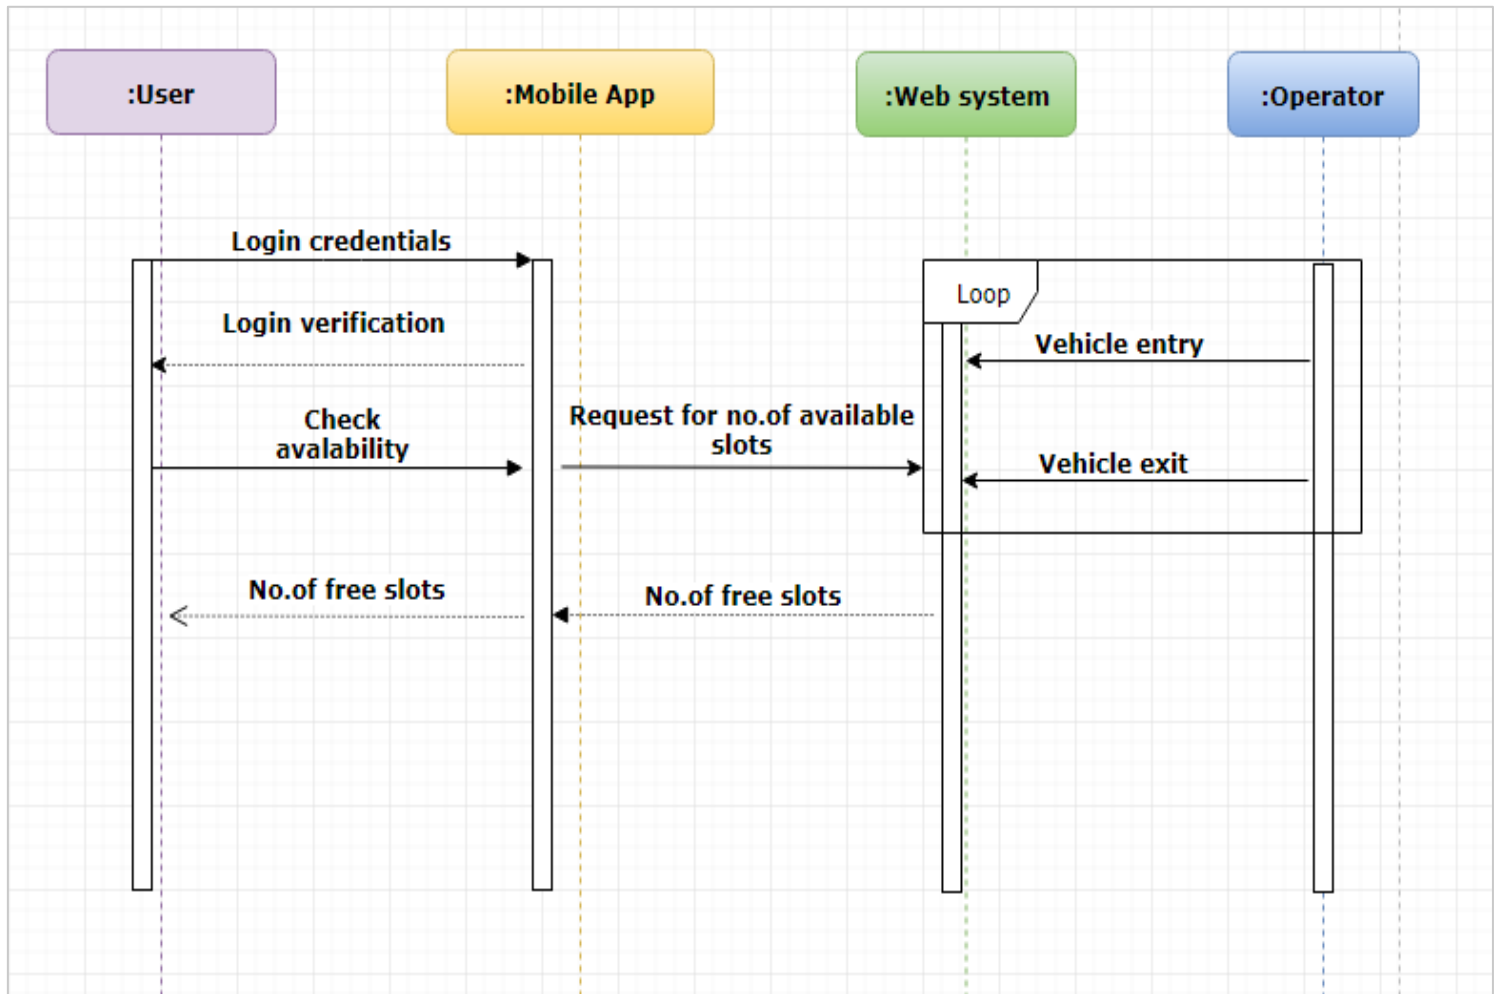 :User
:Mobile App
:Web system
:Operator
Login credentials
Loop
Login verification
Vehicle entry
Check
avalability
Request for no.of available
slots
Vehicle exit
No.of free slots
No.of free slots